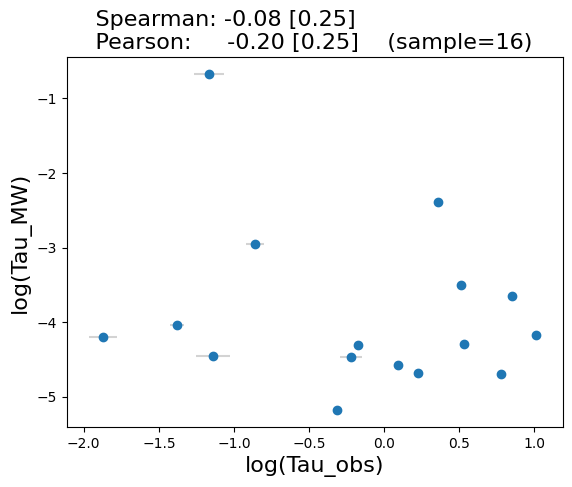 Spearman: -0.08 [0.25]
Pearson: -0.20 [0.25] (sample=16)
−1
−2
−3
−4
−5
log(Tau_MW)
−2.0 −1.5 −1.0 −0.5 0.0 0.5 1.0
log(Tau_obs)